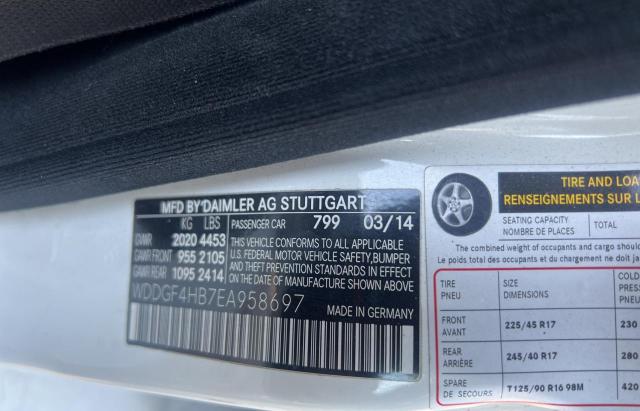 MFD BY DAIMLER AG STUTTGART
KG LBS PASSENGER CAR 799 03/14
GVWR 2020 4453
GAWR FRONT 955 2105
GAWR REAR 1095 2414
THIS VEHICLE CONFORMS TO ALL APPLICABLE
U.S. FEDERAL MOTOR VEHICLE SAFETY, BUMPER
AND THEFT PREVENTION STANDARDS IN EFFECT
ON THE DATE OF MANUFACTURE SHOWN ABOVE
WDDGF4HB7EA958697
MADE IN GERMANY
TIRE AND
RENSEIGNEMENTS SUR
SEATING CAPACITY
NOMBRE DE PLACES
TOTAL
The combined weight of occupants and cargo should
Le poids total des occupants et du chargement ne doit
TIRE
PNEU
SIZE
DIMENSIONS
COLD
FRONT
AVANT
225/45 R17
230
REAR
ARRIÈRE
245/40 R17
280
SPARE
DE SECOURS
T125/90 R16 98M
420